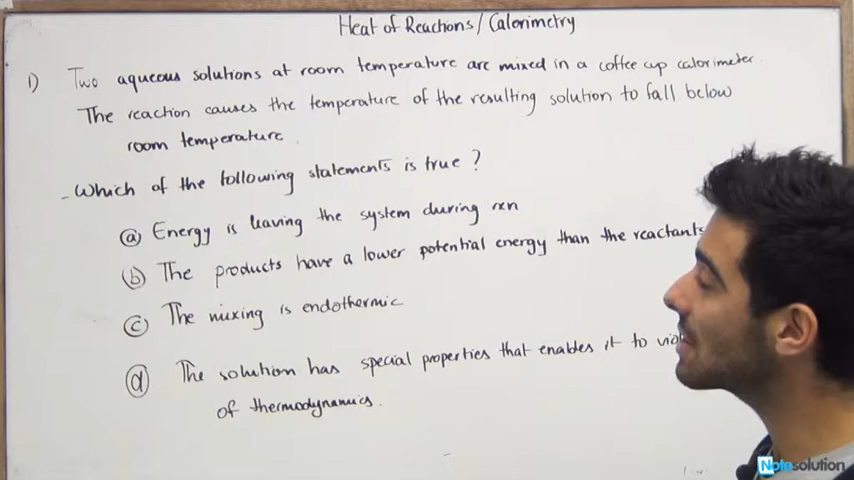 Heat of Reactions/Calorimetry
1) Two aqueous solutions at room temperature are mixed in a coffee cup calorimeter.
The reaction causes the temperature of the resulting solution to fall below
room temperature
- Which of the following statements is true?
(a) Energy is leaving the system during rxn
(b) The products have a lower potential energy than the reactants
(c) The mixing is endothermic
(d) The solution has special properties that enables it to
of thermodynamics.
Notesolution